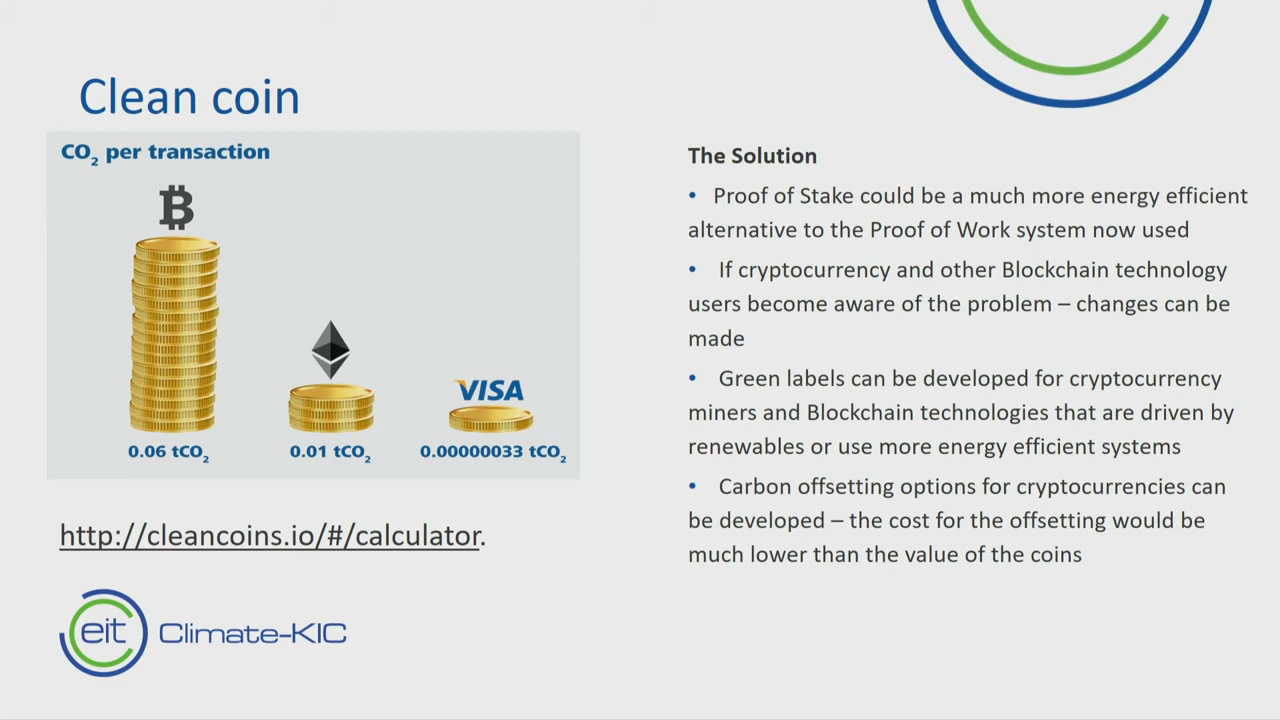 Clean coin
CO₂ per transaction
VISA
0.06 tCO₂
0.01 tCO₂
0.00000033 tCO₂
http://cleancoins.io/#/calculator.
eit Climate-KIC
The Solution
• Proof of Stake could be a much more energy efficient
alternative to the Proof of Work system now used
• If cryptocurrency and other Blockchain technology
users become aware of the problem – changes can be
made
• Green labels can be developed for cryptocurrency
miners and Blockchain technologies that are driven by
renewables or use more energy efficient systems
• Carbon offsetting options for cryptocurrencies can
be developed – the cost for the offsetting would be
much lower than the value of the coins